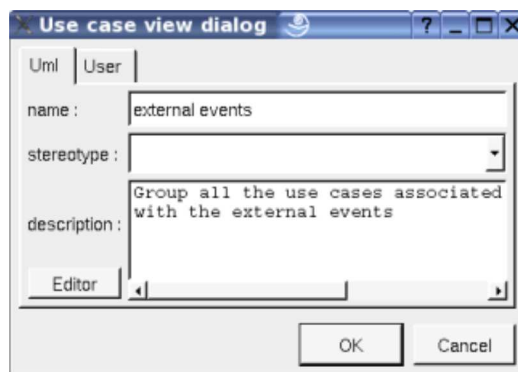 Use case view dialog
Uml User
name : external events
stereotype :
description : Group all the use cases associated
with the external events
Editor
OK Cancel